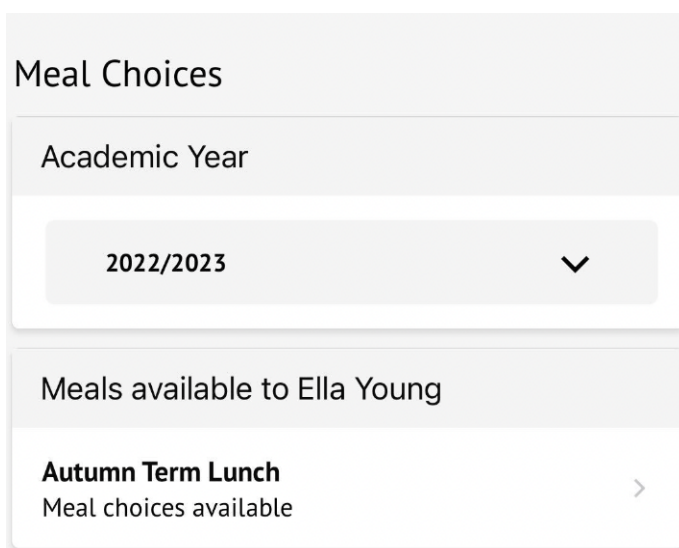 Meal Choices
Academic Year
2022/2023
Meals available to Ella Young
Autumn Term Lunch
Meal choices available